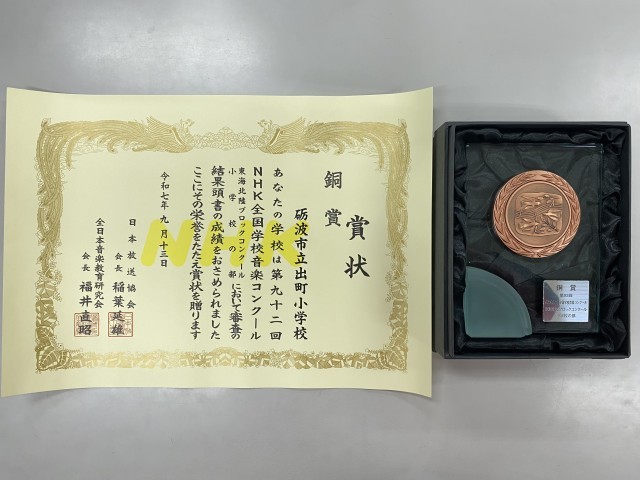 賞状
銅賞
砺波市立出町小学校
あなたの学校は第九十二回
NHK全国学校音楽コンクール
東海北陸ブロックコンクール
小学校の部
において審査の
結果頭書の成績をおさめられました
ここにその栄誉をたたえ賞状を贈ります
令和七年九月十三日
日本放送協会
会長 稲葉延雄
全日本音楽教育研究会
会長 福井直昭
NHK
銅賞